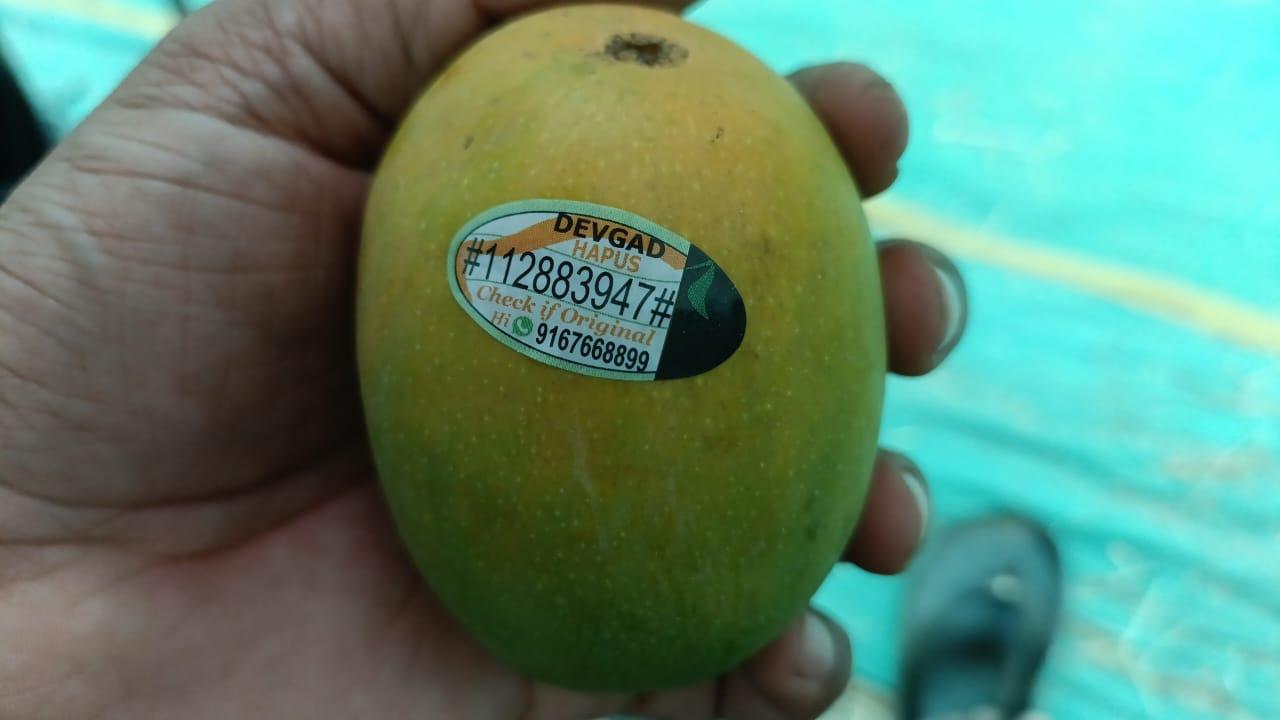 DEVGAD
HAPUS
#112883947#
Check if Original
Hi 9167668899